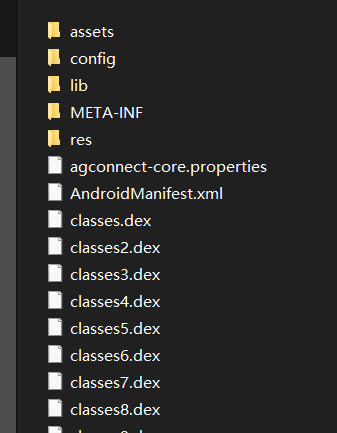 assets
config
lib
META-INF
res
agconnect-core.properties
AndroidManifest.xml
classes.dex
classes2.dex
classes3.dex
classes4.dex
classes5.dex
classes6.dex
classes7.dex
classes8.dex